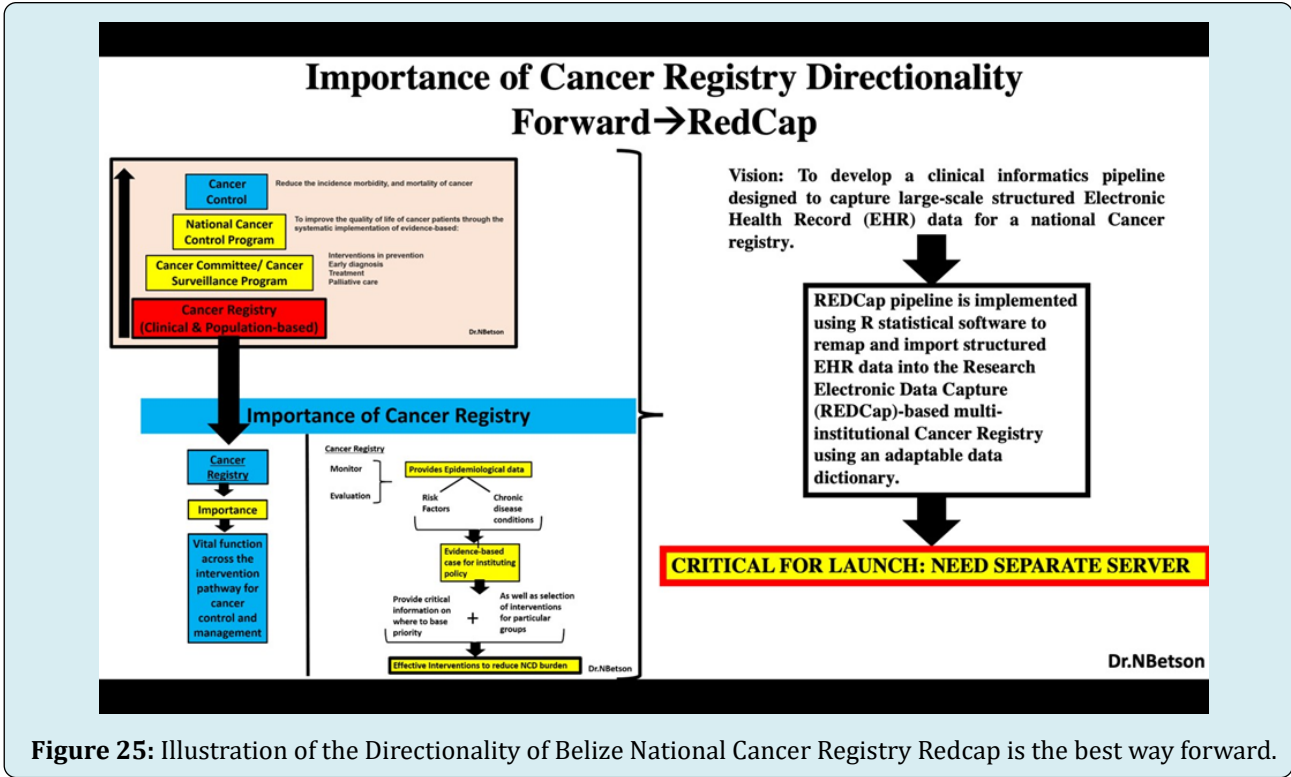 Importance of Cancer Registry Directionality
Forward→RedCap
Cancer
Control
Reduce the incidence morbidity, and mortality of cancer
National Cancer
Control Program
To improve the quality of life of cancer patients through the
systematic implementation of evidence-based:
Cancer Committee/ Cancer
Surveillance Program
Interventions in prevention
Early diagnosis
Treatment
Palliative care
Cancer Registry
(Clinical & Population-based)
Dr.NBetson
Importance of Cancer Registry
Cancer
Registry
Importance
Vital function
across the
intervention
pathway for
cancer
control and
management
Cancer Registry
Monitor
Evaluation
Provides Epidemiological data
Risk
Factors
Chronic
disease
conditions
Evidence-based
case for instituting
policy
Provide critical
information on
where to base
priority
+
As well as selection
of interventions
for particular
groups
Effective Interventions to reduce NCD burden
Dr.NBetson
Vision: To develop a clinical informatics pipeline
designed to capture large-scale structured Electronic
Health Record (EHR) data for a national Cancer
registry.
REDCap pipeline is implemented
using R statistical software to
remap and import structured
EHR data into the Research
Electronic Data Capture
(REDCap)-based multi-
institutional Cancer Registry
using an adaptable data
dictionary.
CRITICAL FOR LAUNCH: NEED SEPARATE SERVER
Dr.NBetson
Figure 25: Illustration of the Directionality of Belize National Cancer Registry Redcap is the best way forward.